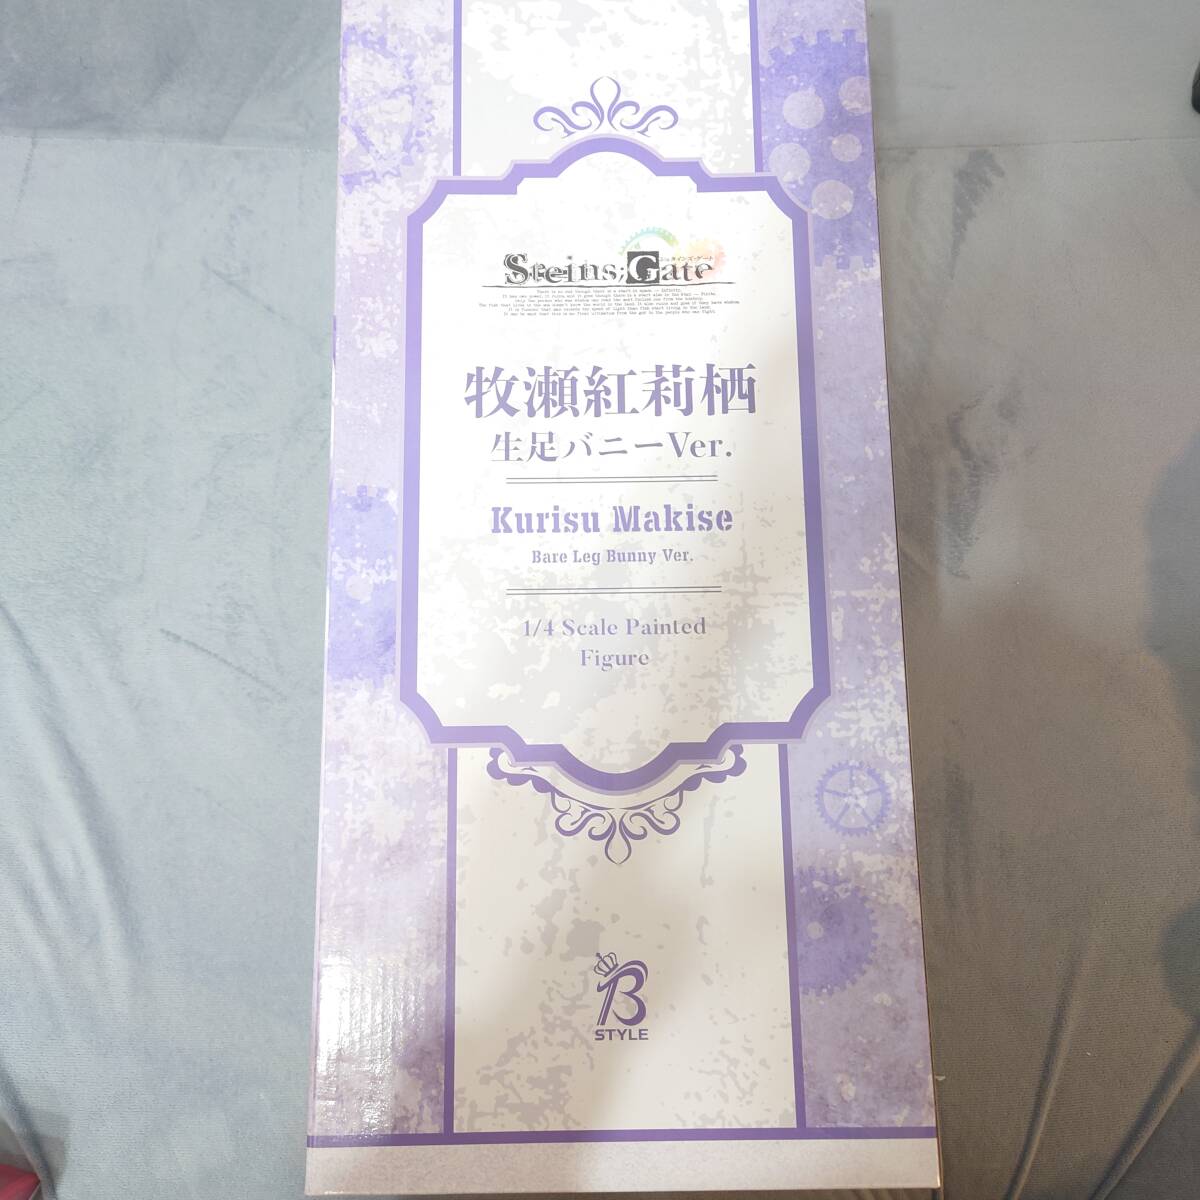 Steins;Gate
シュタインズ・ゲート
牧瀬紅莉栖
生足バニーVer.
Kurisu Makise
Bare Leg Bunny Ver.
1/4 Scale Painted
Figure
B
STYLE